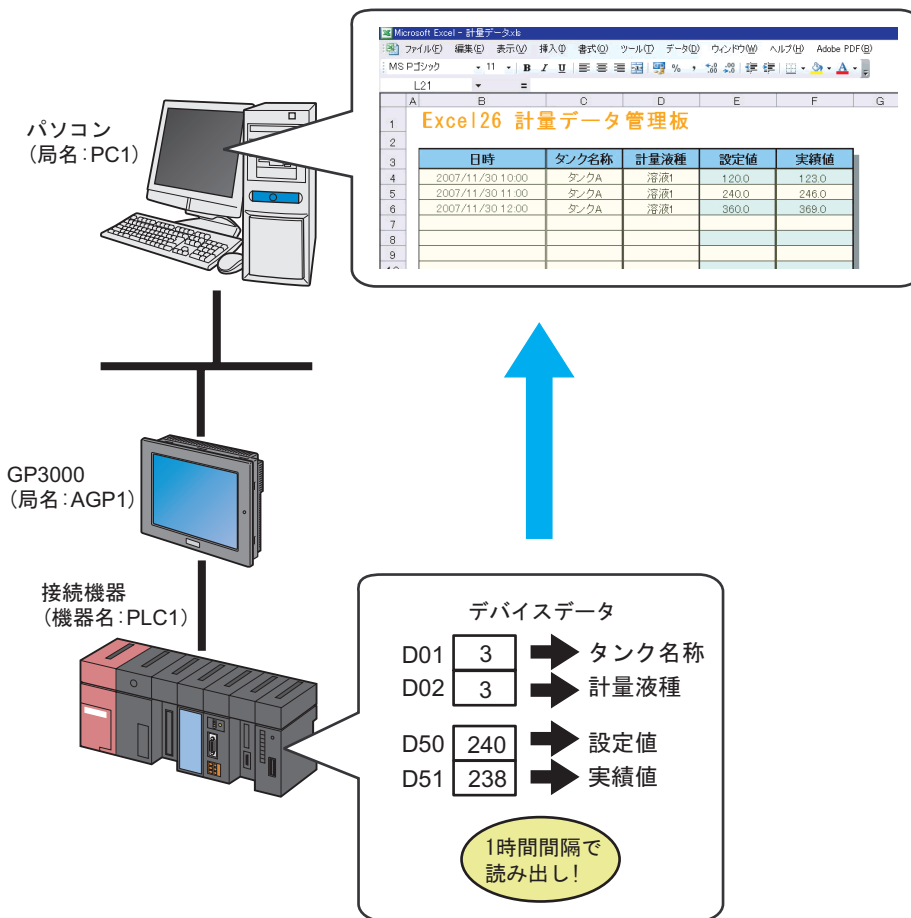 Microsoft Excel - 計量データ.xls
ファイル(F) 編集(E) 表示(V) 挿入(I) 書式(O) ツール(T) データ(D) ウィンドウ(W) ヘルプ(H) Adobe PDF(B)
MS Pゴシック 11 B I U
L21 =
A B C D E F G
1 Excel26 計量データ管理板
2
3 日時 タンク名称 計量液種 設定値 実績値
4 2007/11/30 10:00 タンクA 溶液1 120.0 123.0
5 2007/11/30 11:00 タンクA 溶液1 240.0 246.0
6 2007/11/30 12:00 タンクA 溶液1 360.0 369.0
7
8
9
パソコン
（局名：PC1）
GP3000
（局名：AGP1）
接続機器
（機器名：PLC1）
デバイスデータ
D01 3 タンク名称
D02 3 計量液種
D50 240 設定値
D51 238 実績値
1時間間隔で
読み出し！